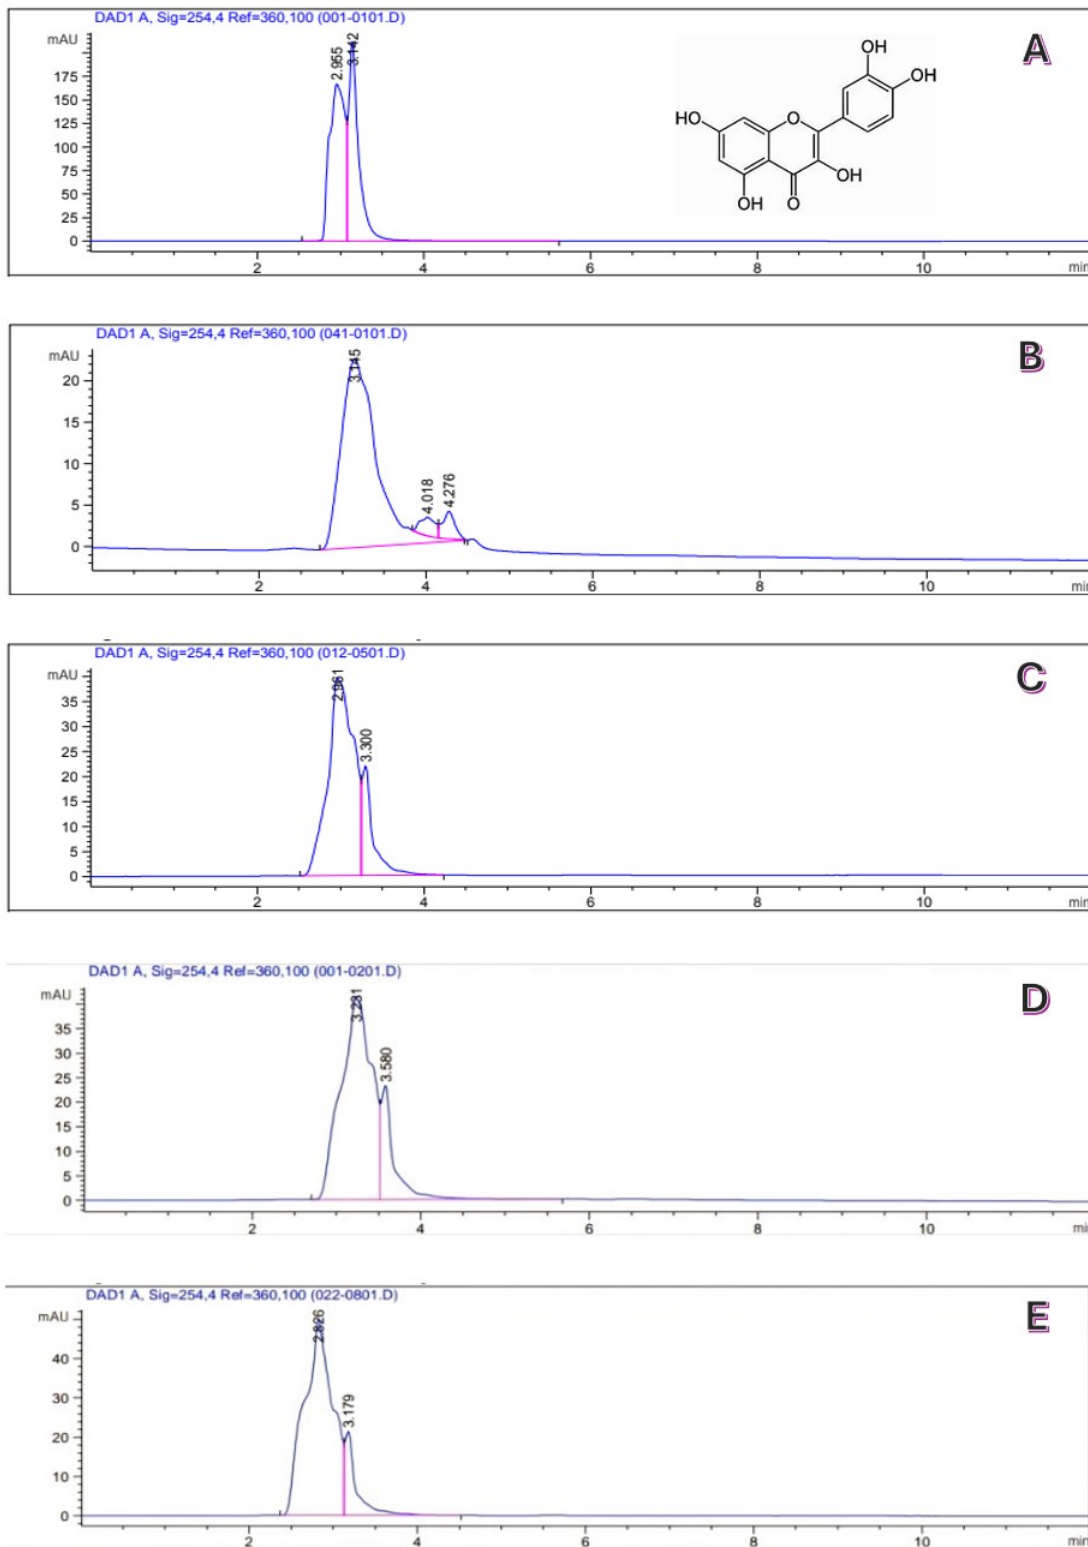 DAD1 A, Sig=254,4 Ref=360,100 (001-0101.D)
A
mAU
2.955
3.142
175
150
125
100
75
50
25
0
2 4 6 8 10 min
OH
OH
HO
O
OH
OH
O
DAD1 A, Sig=254,4 Ref=360,100 (041-0101.D)
B
mAU
3.145
4.018
4.276
20
15
10
5
0
2 4 6 8 10 min
DAD1 A, Sig=254,4 Ref=360,100 (012-0501.D)
C
mAU
2.961
3.300
35
30
25
20
15
10
5
0
2 4 6 8 10 min
DAD1 A, Sig=254,4 Ref=360,100 (001-0201.D)
D
mAU
3.231
3.580
35
30
25
20
15
10
5
0
2 4 6 8 10 min
DAD1 A, Sig=254,4 Ref=360,100 (022-0801.D)
E
mAU
2.826
3.179
40
30
20
10
0
2 4 6 8 10 min